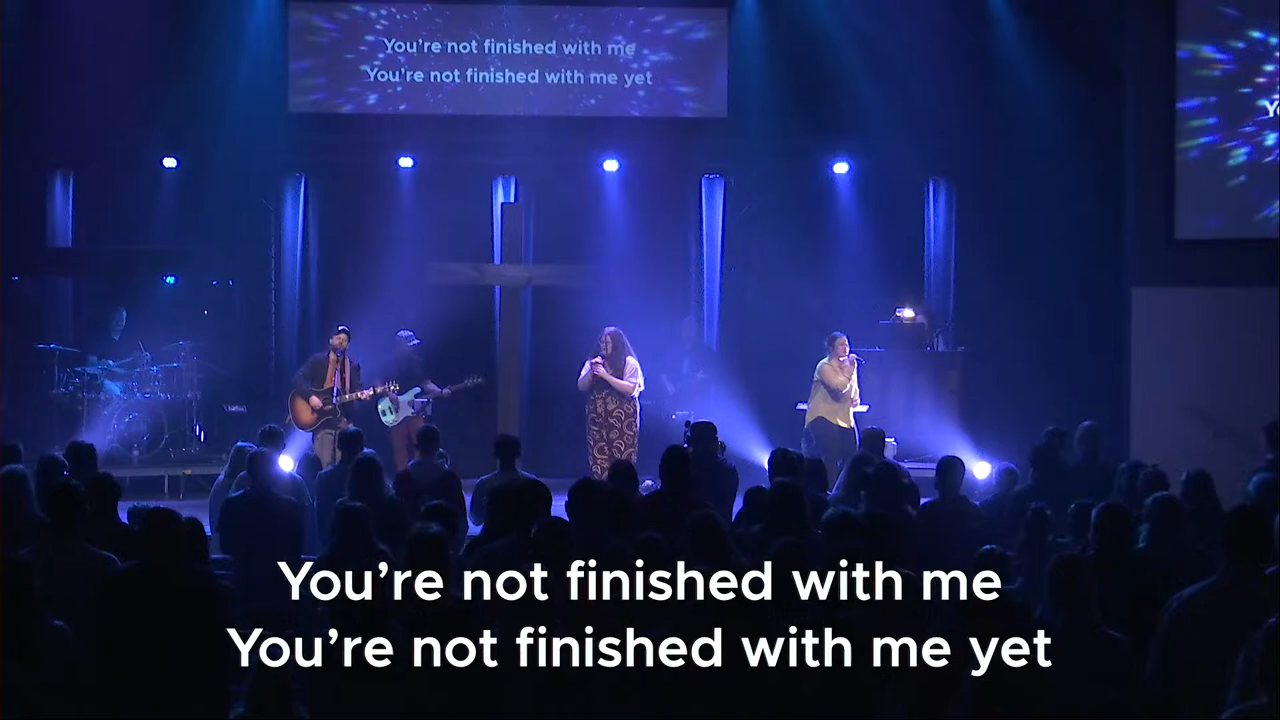 You're not finished with me
You're not finished with me yet
You’re not finished with me
You’re not finished with me yet